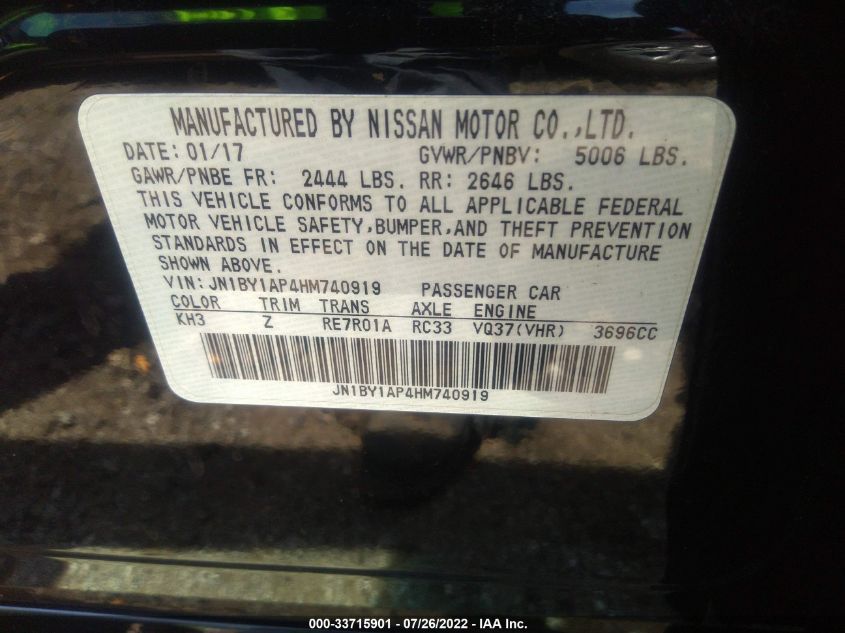 MANUFACTURED BY NISSAN MOTOR CO.,LTD.
DATE: 01/17 GVWR/PNBV: 5006 LBS.
GAWR/PNBE FR: 2444 LBS. RR: 2646 LBS.
THIS VEHICLE CONFORMS TO ALL APPLICABLE FEDERAL
MOTOR VEHICLE SAFETY,BUMPER,AND THEFT PREVENTION
STANDARDS IN EFFECT ON THE DATE OF MANUFACTURE
SHOWN ABOVE.
VIN:JN1BY1AP4HM740919 PASSENGER CAR
COLOR TRIM TRANS AXLE ENGINE
KH3 Z RE7R01A RC33 VQ37(VHR) 3696CC
JN1BY1AP4HM740919
000-33715901 - 07/26/2022 - IAA Inc.